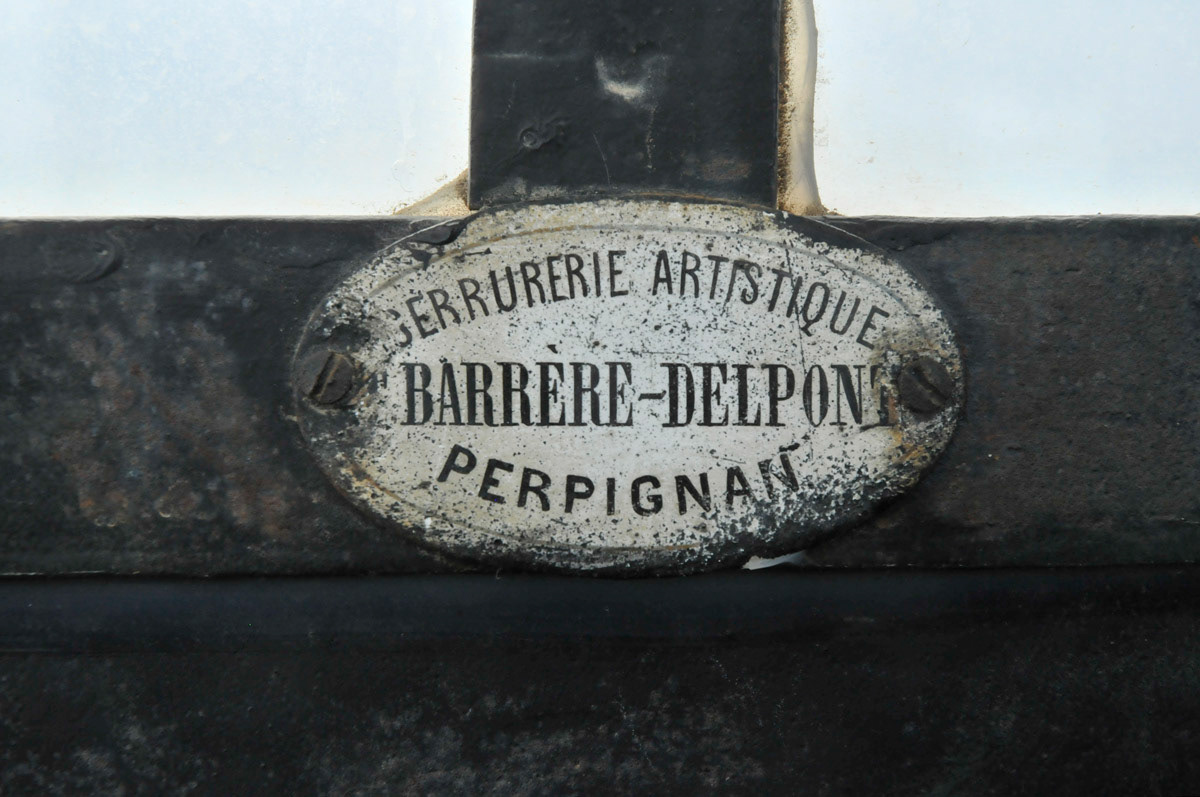 SERRURERIE ARTISTIQUE
BARRÈRE-DELPONT
PERPIGNAN